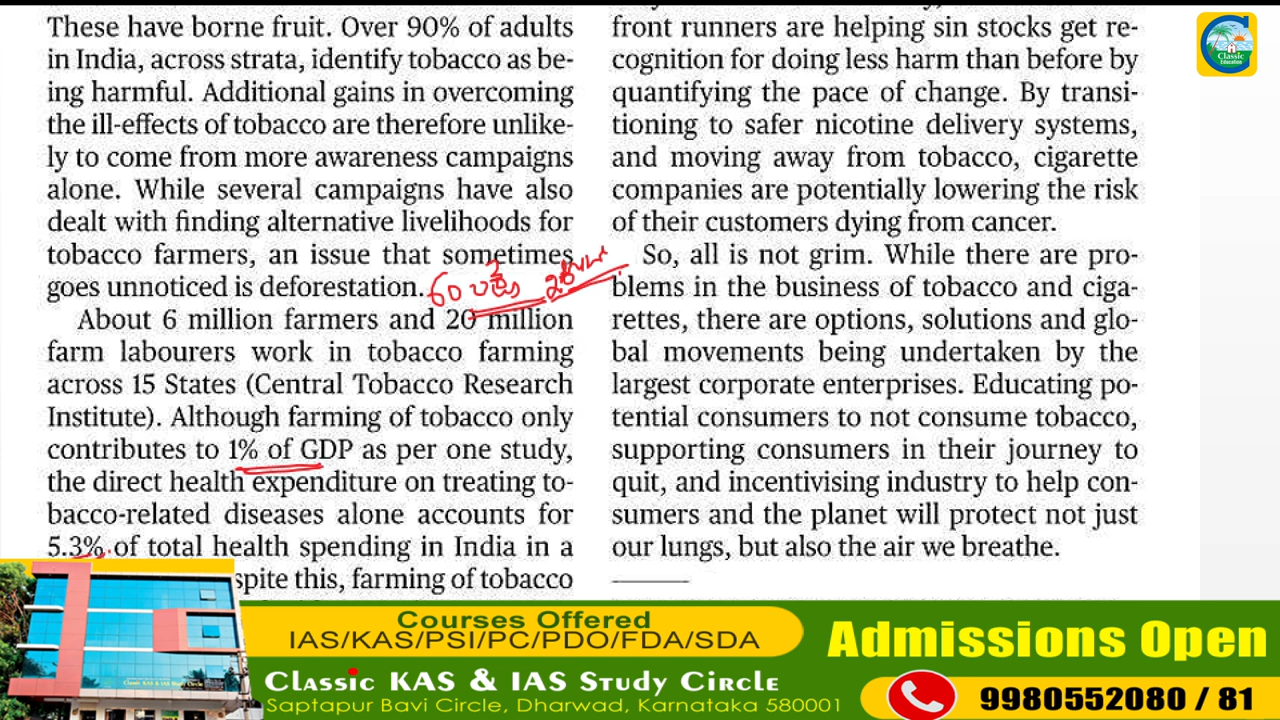 These have borne fruit. Over 90% of adults
in India, across strata, identify tobacco as be-
ing harmful. Additional gains in overcoming
the ill-effects of tobacco are therefore unlike-
ly to come from more awareness campaigns
alone. While several campaigns have also
dealt with finding alternative livelihoods for
tobacco farmers, an issue that sometimes
goes unnoticed is deforestation.
60
About 6 million farmers and 20 million
farm labourers work in tobacco farming
across 15 States (Central Tobacco Research
Institute). Although farming of tobacco only
contributes to 1% of GDP as per one study,
the direct health expenditure on treating to-
bacco-related diseases alone accounts for
5.3% of total health spending in India in a
spite this, farming of tobacco
front runners are helping sin stocks get re-
cognition for doing less harm than before by
quantifying the pace of change. By transi-
tioning to safer nicotine delivery systems,
and moving away from tobacco, cigarette
companies are potentially lowering the risk
of their customers dying from cancer.
So, all is not grim. While there are pro-
blems in the business of tobacco and ciga-
rettes, there are options, solutions and glo-
bal movements being undertaken by the
largest corporate enterprises. Educating po-
tential consumers to not consume tobacco,
supporting consumers in their journey to
quit, and incentivising industry to help con-
sumers and the planet will protect not just
our lungs, but also the air we breathe.
Classic
Education
Courses Offered
IAS/KAS/PSI/PC/PDO/FDA/SDA
Classic KAS & IAS Study Circle
Saptapur Bavi Circle, Dharwad, Karnataka 580001
Admissions Open
9980552080 / 81